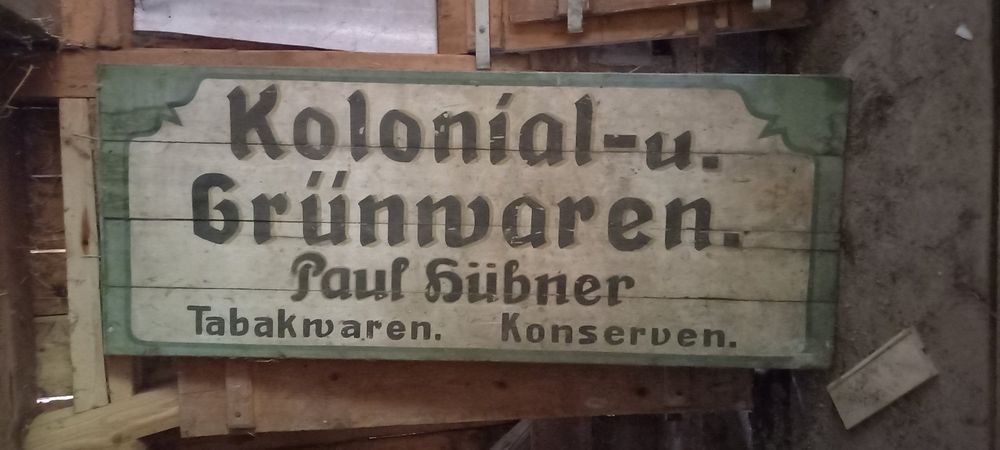 Kolonial-u.
Grünwaren.
Paul Hübner
Tabakwaren. Konserven.